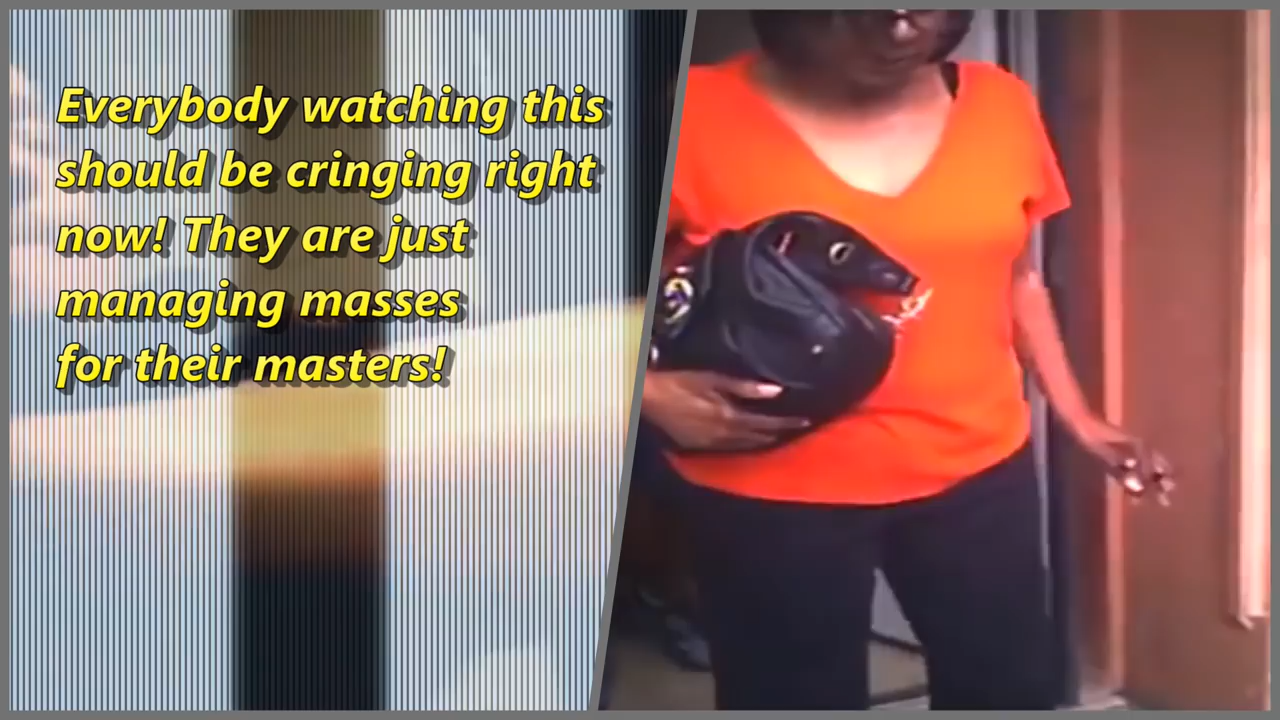 Everybody watching this
should be cringing right
now! They are just
managing masses
for their masters!